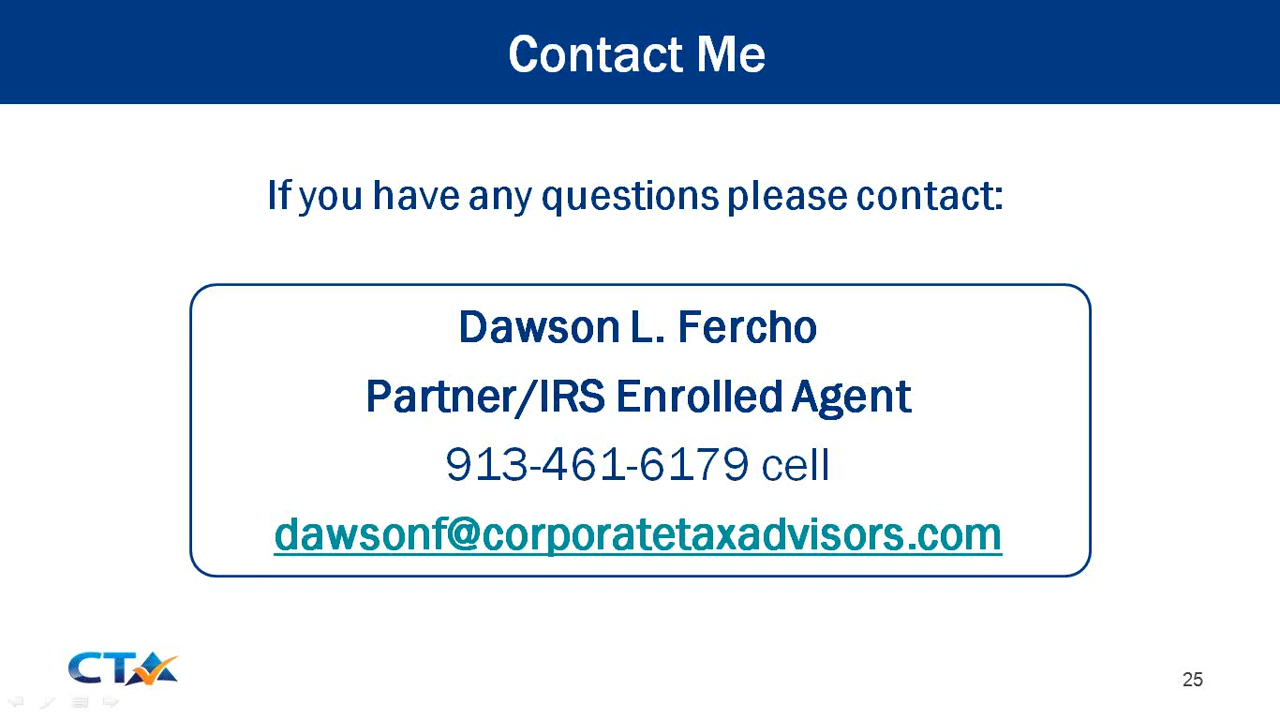 Contact Me
If you have any questions please contact:
Dawson L. Fercho
Partner/IRS Enrolled Agent
913-461-6179 cell
dawsonf@corporatetaxadvisors.com
CTA
25